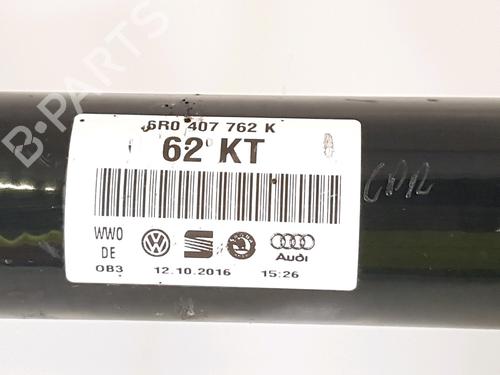 B-PARTS
6R0 407 762 K
62 KT
WWO
DE
OB3
12.10.2016
15:26
Audi